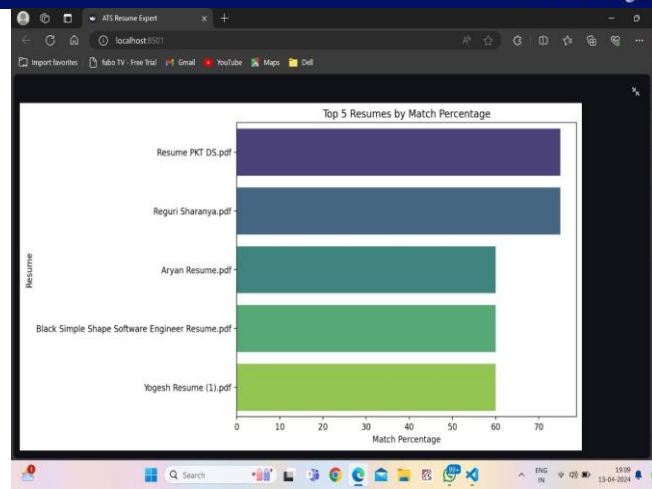 ATS Resume Expert
localhost:8501
Import favorites
fubo TV - Free Trial
Gmail
YouTube
Maps
Dell
Top 5 Resumes by Match Percentage
Resume PKT DS.pdf
Reguri Sharanya.pdf
Aryan Resume.pdf
Black Simple Shape Software Engineer Resume.pdf
Yogesh Resume (1).pdf
Resume
0 10 20 30 40 50 60 70
Match Percentage
Search
99+
ENG
IN
19:09
13-04-2024